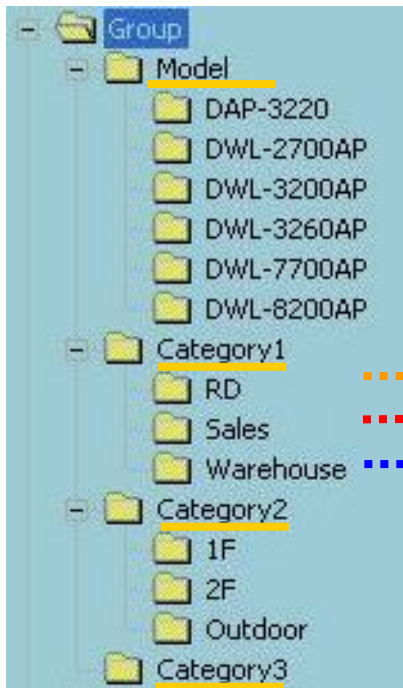 Group
Model
DAP-3220
DWL-2700AP
DWL-3200AP
DWL-3260AP
DWL-7700AP
DWL-8200AP
Category1
RD
Sales
Warehouse
Category2
1F
2F
Outdoor
Category3